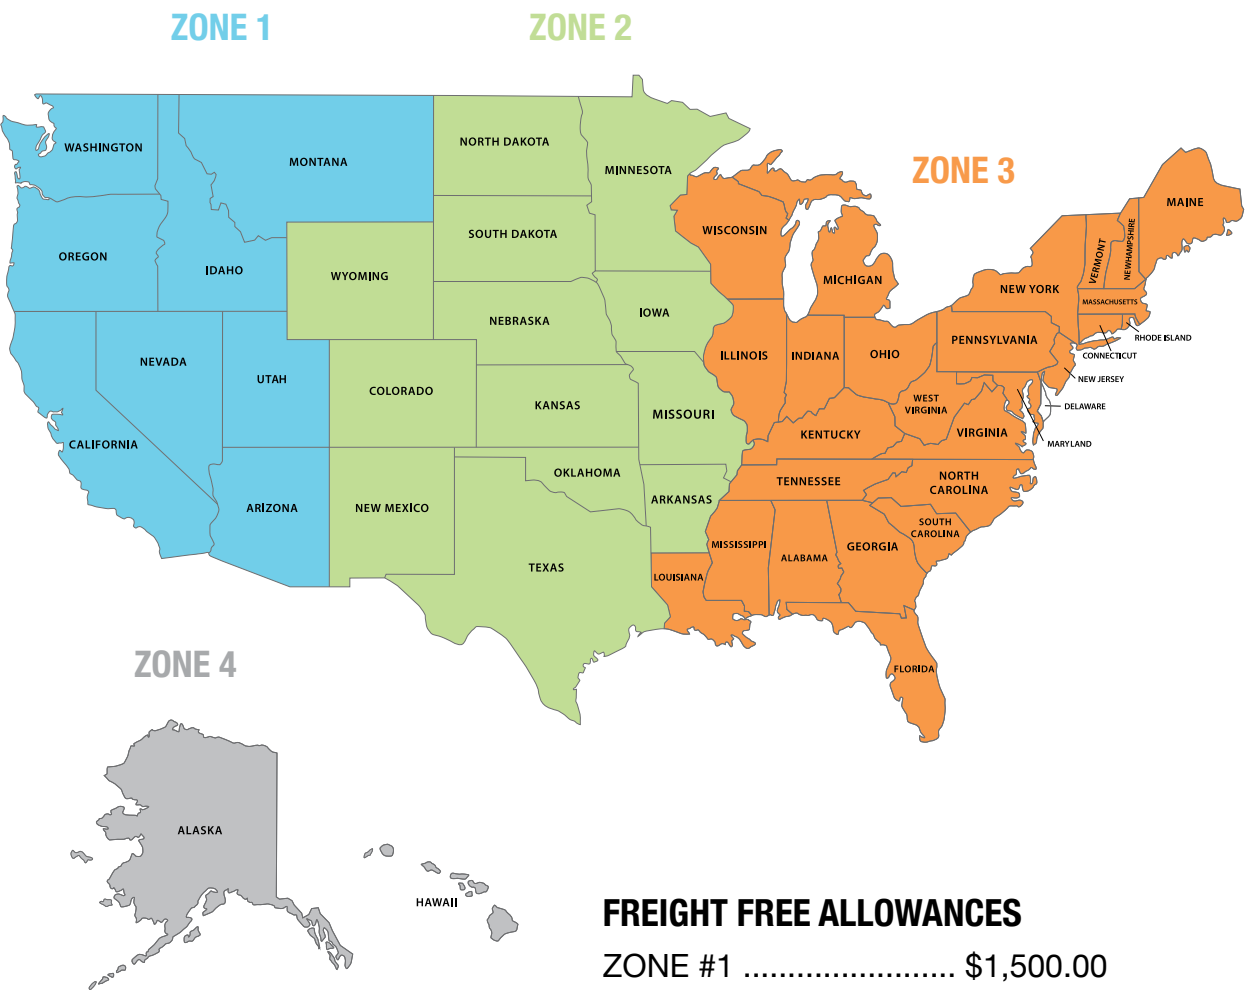 ZONE 1
ZONE 2
ZONE 3
WASHINGTON
MONTANA
NORTH DAKOTA
MINNESOTA
OREGON
IDAHO
WYOMING
SOUTH DAKOTA
WISCONSIN
MICHIGAN
NEW YORK
VERMONT
NEWHAMPSHIRE
MAINE
MASSACHUSETTS
RHODE ISLAND
CONNECTICUT
NEW JERSEY
DELAWARE
MARYLAND
NEVADA
UTAH
COLORADO
NEBRASKA
IOWA
ILLINOIS
INDIANA
OHIO
PENNSYLVANIA
CALIFORNIA
KANSAS
MISSOURI
KENTUCKY
WEST
VIRGINIA
VIRGINIA
ARIZONA
NEW MEXICO
OKLAHOMA
ARKANSAS
TENNESSEE
NORTH
CAROLINA
SOUTH
CAROLINA
TEXAS
LOUISIANA
MISSISSIPPI
ALABAMA
GEORGIA
FLORIDA
ZONE 4
ALASKA
HAWAII
FREIGHT FREE ALLOWANCES
ZONE #1 ........................ $1,500.00